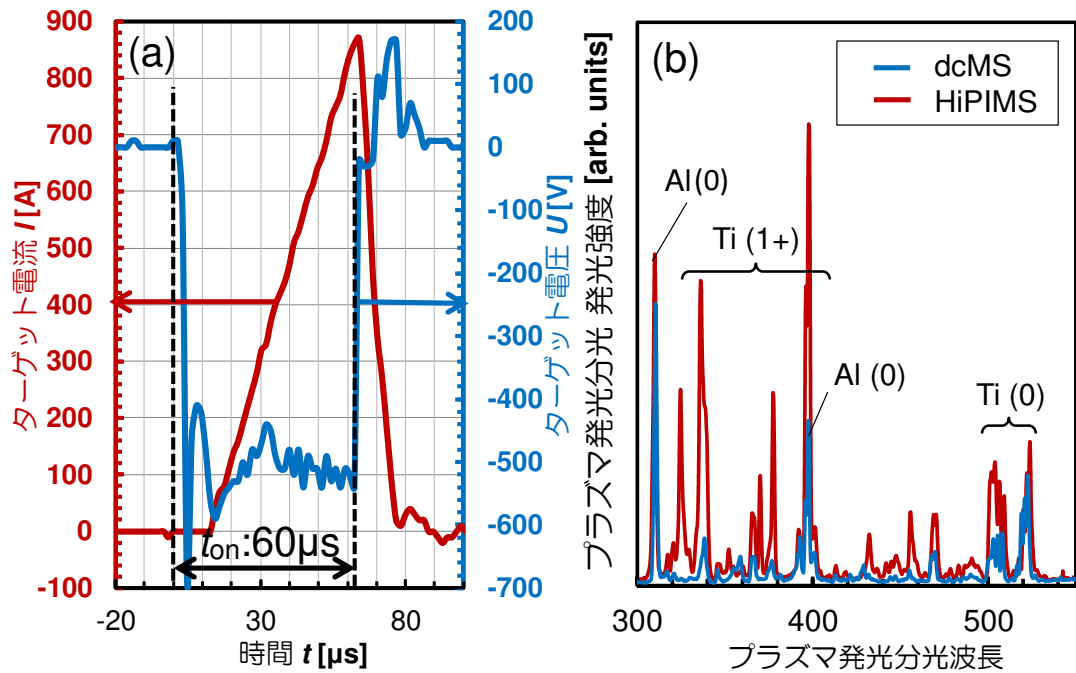 (a)
900
800
700
600
500
400
300
200
100
0
-100
ターゲット電流 I [A]
200
100
0
-100
-200
-300
-400
-500
-600
-700
ターゲット電圧 U [V]
ton:60µs
-20
30
80
時間 t [µs]
(b)
dcMS
HiPIMS
Al(0)
Ti (1+)
Al (0)
Ti (0)
プラズマ発光分光 発光強度 [arb. units]
300
400
500
プラズマ発光分光波長